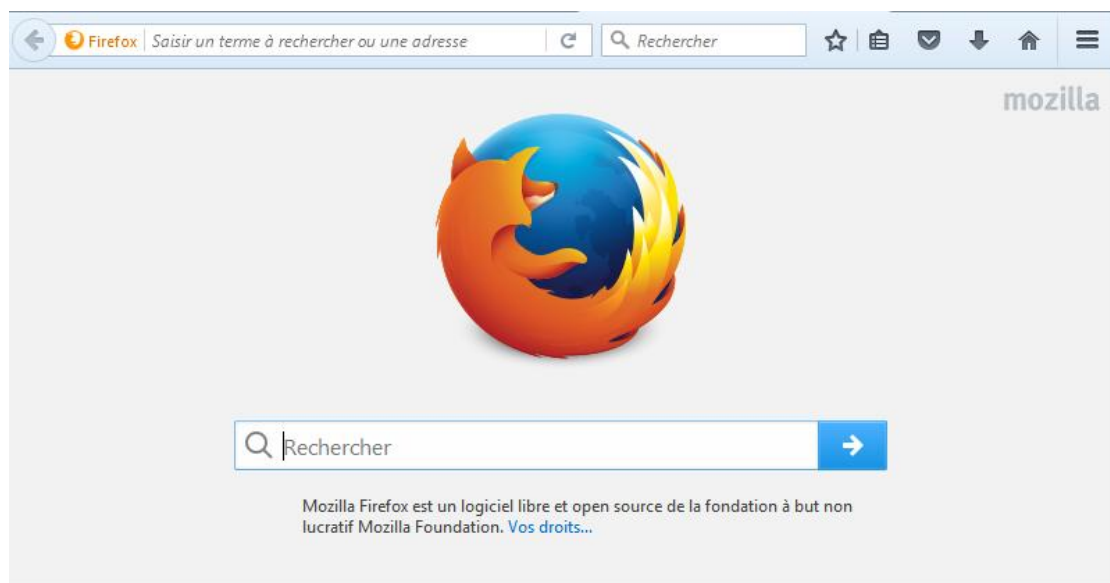 Firefox Saisir un terme à rechercher ou une adresse Rechercher
mozilla
Rechercher
Mozilla Firefox est un logiciel libre et open source de la fondation à but non
lucratif Mozilla Foundation. Vos droits...